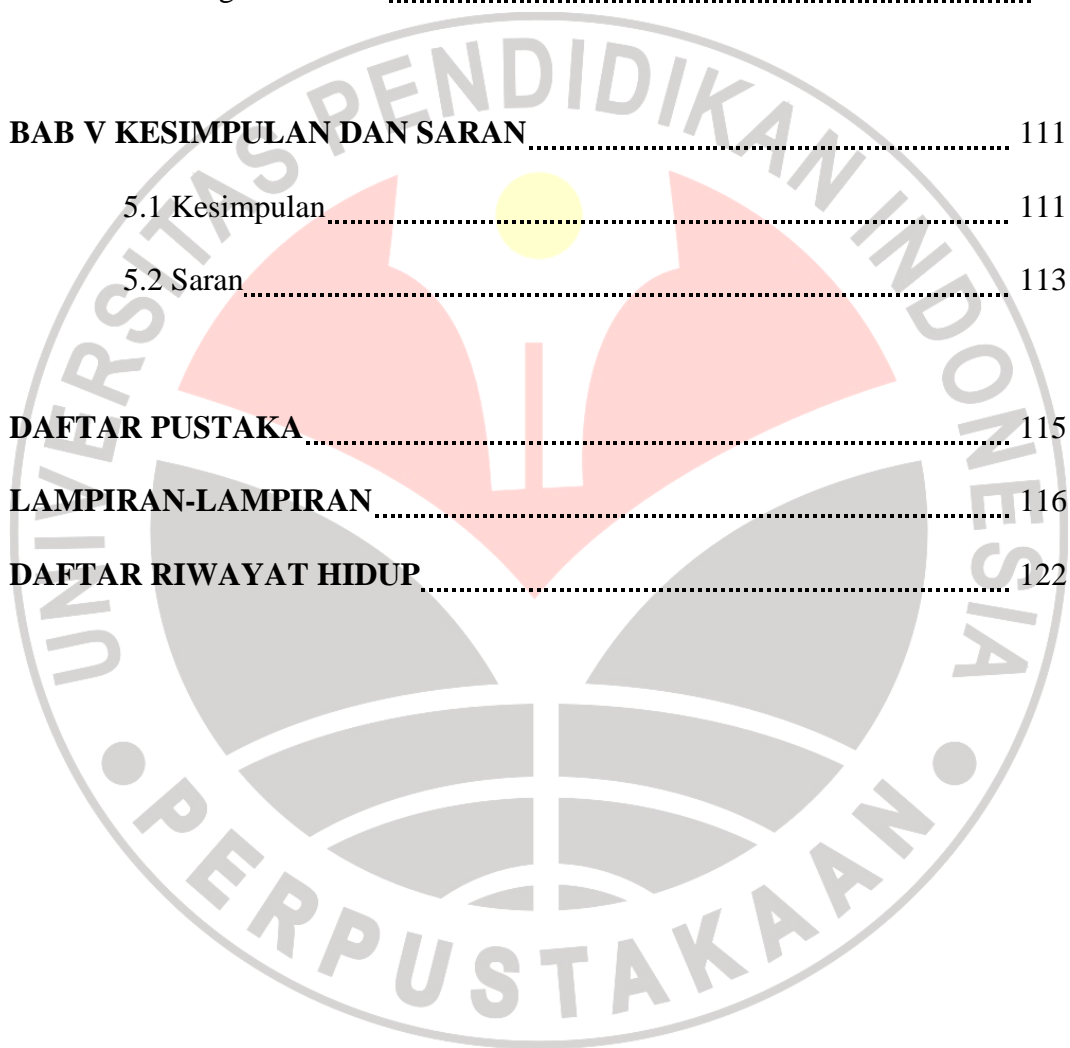 BAB V KESIMPULAN DAN SARAN 111
5.1 Kesimpulan 111
5.2 Saran 113
DAFTAR PUSTAKA 115
LAMPIRAN-LAMPIRAN 116
DAFTAR RIWAYAT HIDUP 122
UNIVERSITAS PENDIDIKAN INDONESIA
PERPUSTAKAAN